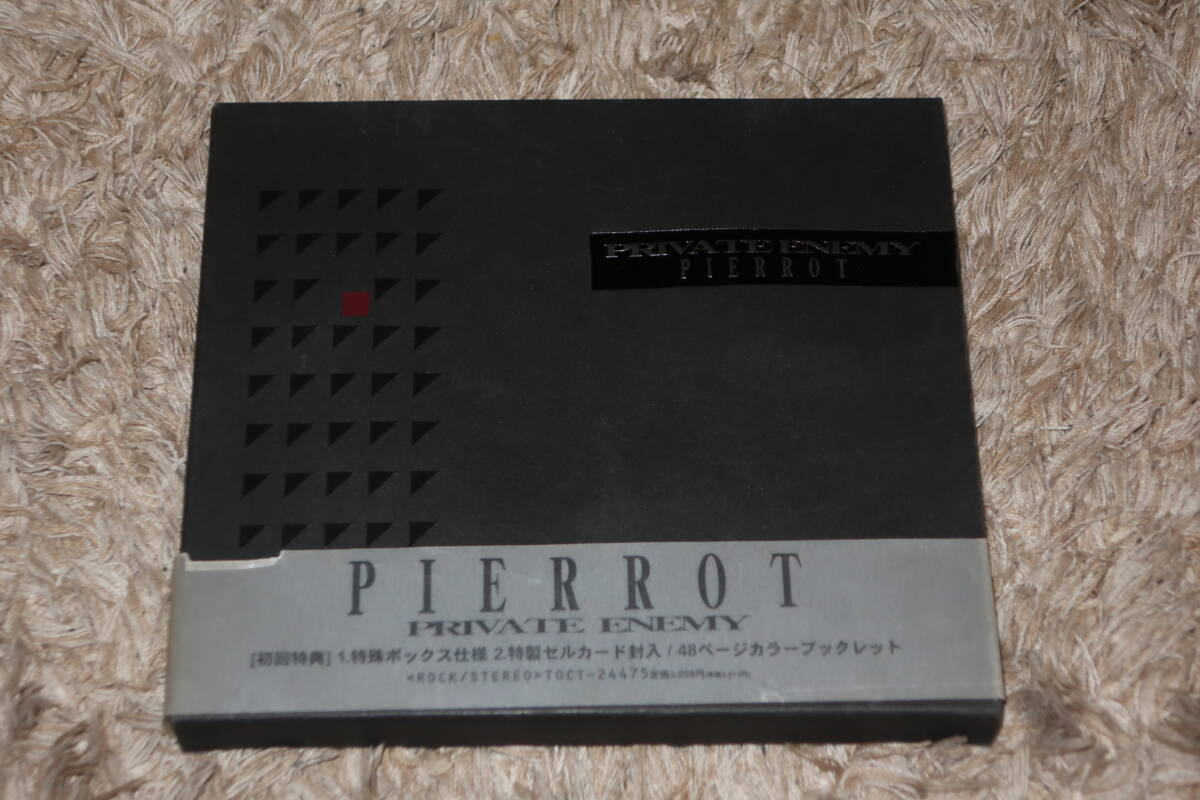 PRIVATE ENEMY
PIERROT
PIERROT
PRIVATE ENEMY
[初回特典] 1.特殊ボックス仕様 2.特製セルカード封入 / 48ページカラーブックレット
<ROCK/STEREO>TOCT-24475